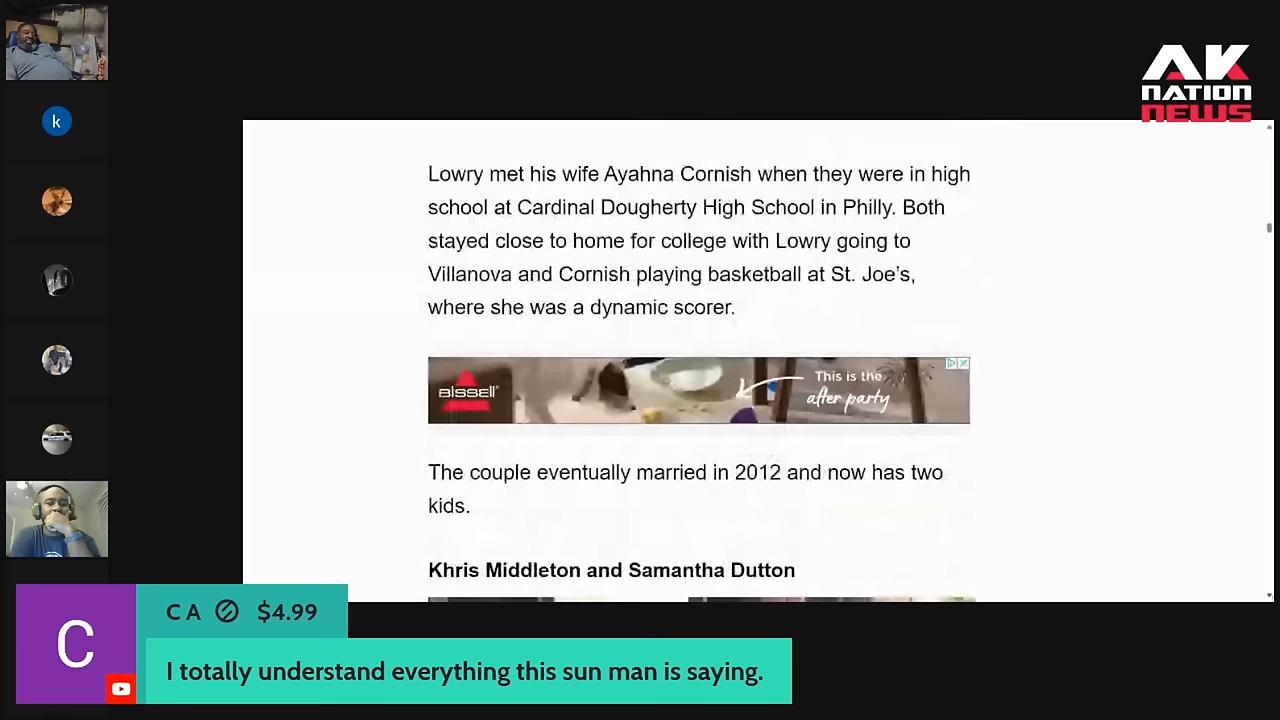 AK
NATION
NEWS
k
Lowry met his wife Ayahna Cornish when they were in high
school at Cardinal Dougherty High School in Philly. Both
stayed close to home for college with Lowry going to
Villanova and Cornish playing basketball at St. Joe’s,
where she was a dynamic scorer.
BISSELL
This is the
after party
The couple eventually married in 2012 and now has two
kids.
Khris Middleton and Samantha Dutton
C
C A $4.99
I totally understand everything this sun man is saying.